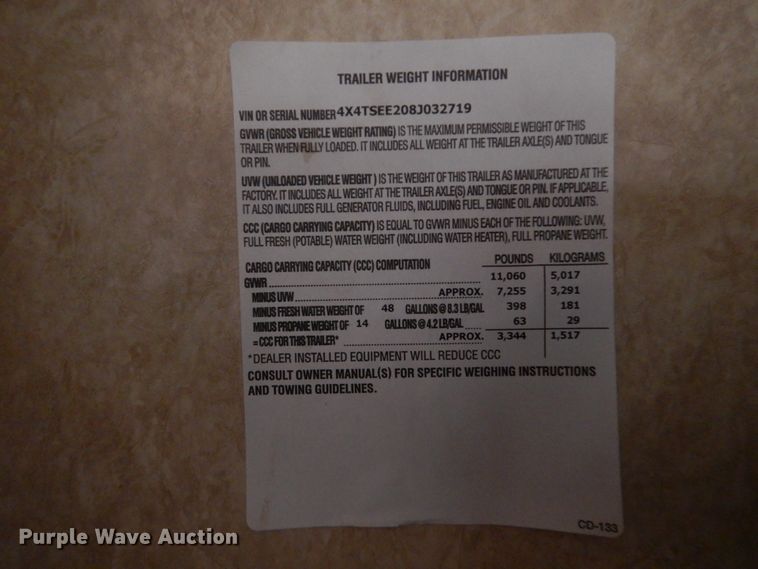 TRAILER WEIGHT INFORMATION
VIN OR SERIAL NUMBER 4X4TSEE208J032719
GVWR (GROSS VEHICLE WEIGHT RATING) IS THE MAXIMUM PERMISSIBLE WEIGHT OF THIS
TRAILER WHEN FULLY LOADED. IT INCLUDES ALL WEIGHT AT THE TRAILER AXLE(S) AND TONGUE
OR PIN.
UVW (UNLOADED VEHICLE WEIGHT ) IS THE WEIGHT OF THIS TRAILER AS MANUFACTURED AT THE
FACTORY. IT INCLUDES ALL WEIGHT AT THE TRAILER AXLE(S) AND TONGUE OR PIN. IF APPLICABLE,
IT ALSO INCLUDES FULL GENERATOR FLUIDS, INCLUDING FUEL, ENGINE OIL AND COOLANTS.
CCC (CARGO CARRYING CAPACITY) IS EQUAL TO GVWR MINUS EACH OF THE FOLLOWING: UVW,
FULL FRESH (POTABLE) WATER WEIGHT (INCLUDING WATER HEATER), FULL PROPANE WEIGHT.
CARGO CARRYING CAPACITY (CCC) COMPUTATION POUNDS KILOGRAMS
GVWR 11,060 5,017
MINUS UVW APPROX. 7,255 3,291
MINUS FRESH WATER WEIGHT OF 48 GALLONS @ 8.3 LB/GAL 398 181
MINUS PROPANE WEIGHT OF 14 GALLONS @ 4.2 LB/GAL 63 29
= CCC FOR THIS TRAILER* APPROX. 3,344 1,517
*DEALER INSTALLED EQUIPMENT WILL REDUCE CCC
CONSULT OWNER MANUAL(S) FOR SPECIFIC WEIGHING INSTRUCTIONS
AND TOWING GUIDELINES.
CD-133
Purple Wave Auction